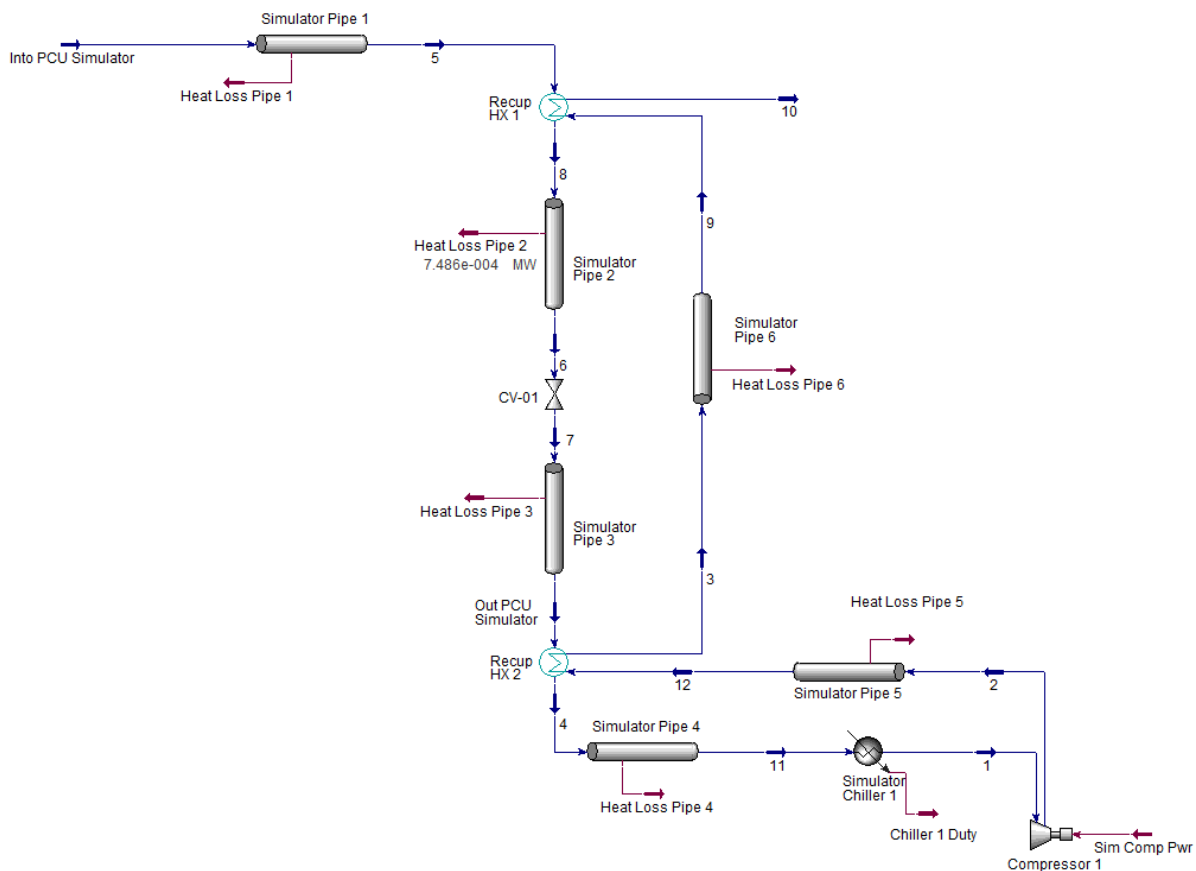 Simulator Pipe 1
Into PCU Simulator
5
Heat Loss Pipe 1
Recup
HX 1
10
8
9
Heat Loss Pipe 2
7.486e-004 MW
Simulator
Pipe 2
Simulator
Pipe 6
6
Heat Loss Pipe 6
CV-01
7
Heat Loss Pipe 3
Simulator
Pipe 3
3
Out PCU
Simulator
Heat Loss Pipe 5
Recup
HX 2
12
Simulator Pipe 5
2
4
Simulator Pipe 4
11
Simulator
Chiller 1
1
Heat Loss Pipe 4
Chiller 1 Duty
Sim Comp Pwr
Compressor 1